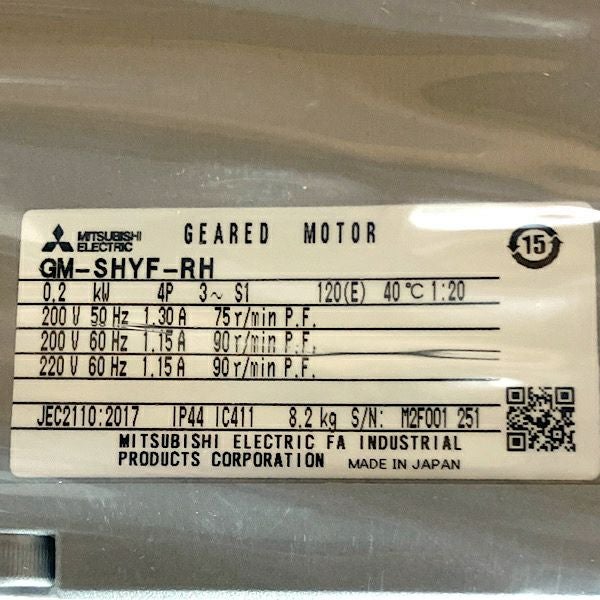 MITSUBISHI
ELECTRIC
GEARED MOTOR
15
GM-SHYF-RH
0.2 kW 4P 3~ S1 120(E) 40℃ 1:20
200 V 50 Hz 1.30 A 75 r/min P.F.
200 V 60 Hz 1.15 A 90 r/min P.F.
220 V 60 Hz 1.15 A 90 r/min P.F.
JEC2110:2017 IP44 IC411 8.2 kg S/N: M2F001 251
MITSUBISHI ELECTRIC FA INDUSTRIAL
PRODUCTS CORPORATION MADE IN JAPAN